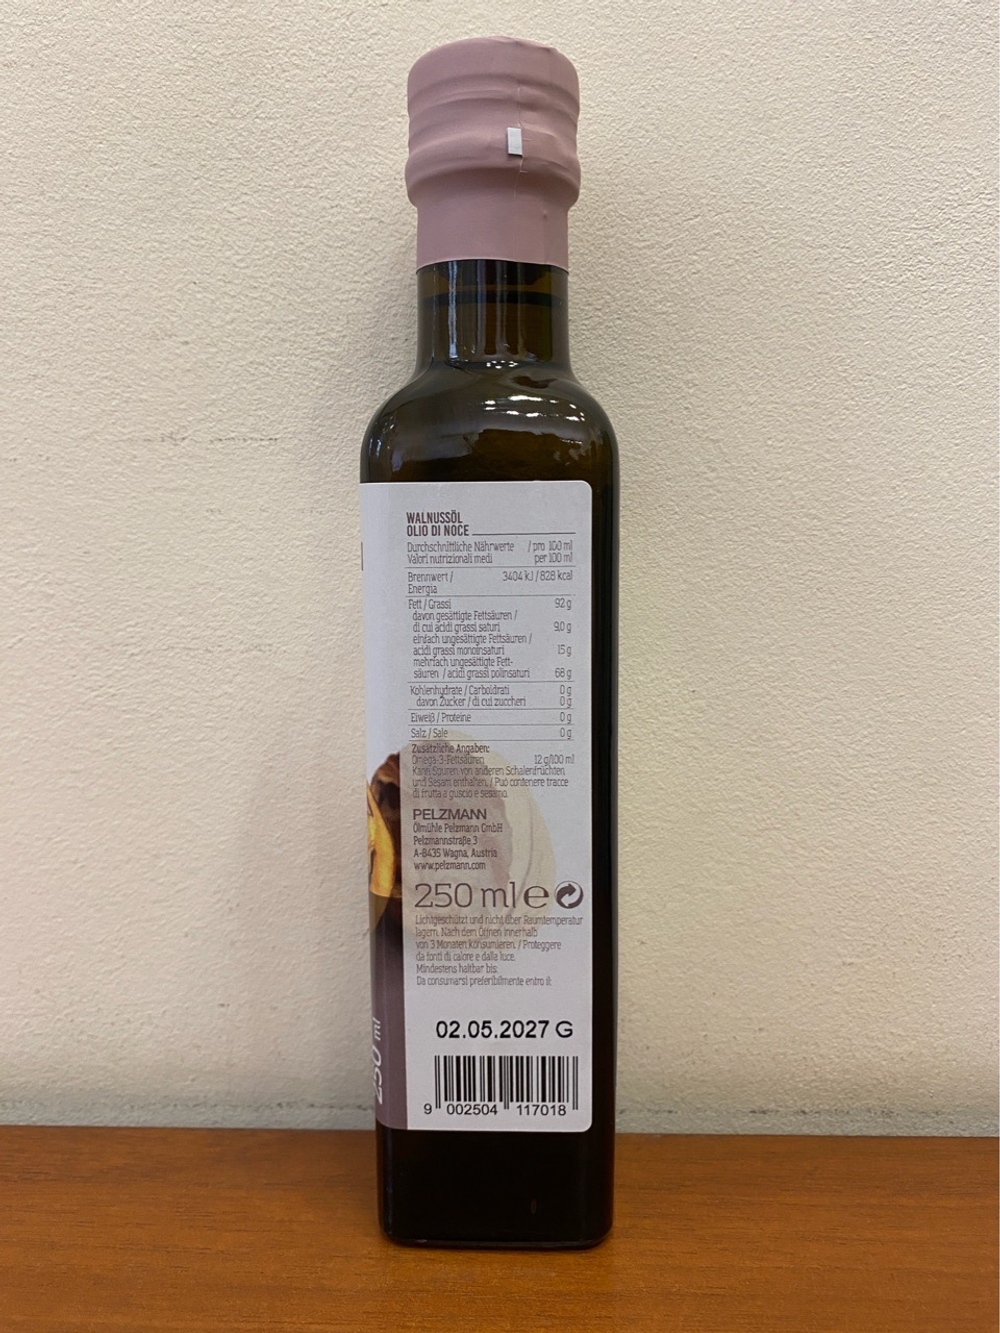 WALNUSSÖL
OLIO DI NOCE
Durchschnittliche Nährwerte / pro 100 ml
Valori nutrizionali medi per 100 ml
Brennwert / 3404 kJ / 828 kcal
Energia
Fett / Grassi 92 g
davon gesättigte Fettsäuren /
di cui acidi grassi saturi 9,0 g
einfach ungesättigte Fettsäuren /
acidi grassi monoinsaturi 15 g
mehrfach ungesättigte Fett-
säuren / acidi grassi polinsaturi 68 g
Kohlenhydrate / Carboidrati 0 g
davon Zucker / di cui zuccheri 0 g
Eiweiß / Proteine 0 g
Salz / Sale 0 g
Zusätzliche Angaben:
Omega-3-Fettsäuren 12 g/100 ml
Kann Spuren von anderen Schalenfrüchten
und Sesam enthalten. / Può contenere tracce
di frutta a guscio e sesamo.
PELZMANN
Ölmühle Pelzmann GmbH
Pelzmannstraße 3
A-8435 Wagna, Austria
www.pelzmann.com
250 ml e
Lichtgeschützt und nicht über Raumtemperatur
lagern. Nach dem Öffnen innerhalb
von 3 Monaten konsumieren. / Proteggere
da fonti di calore e dalla luce.
Mindestens haltbar bis:
Da consumarsi preferibilmente entro il:
02.05.2027 G
9 002504 117018
250 ml